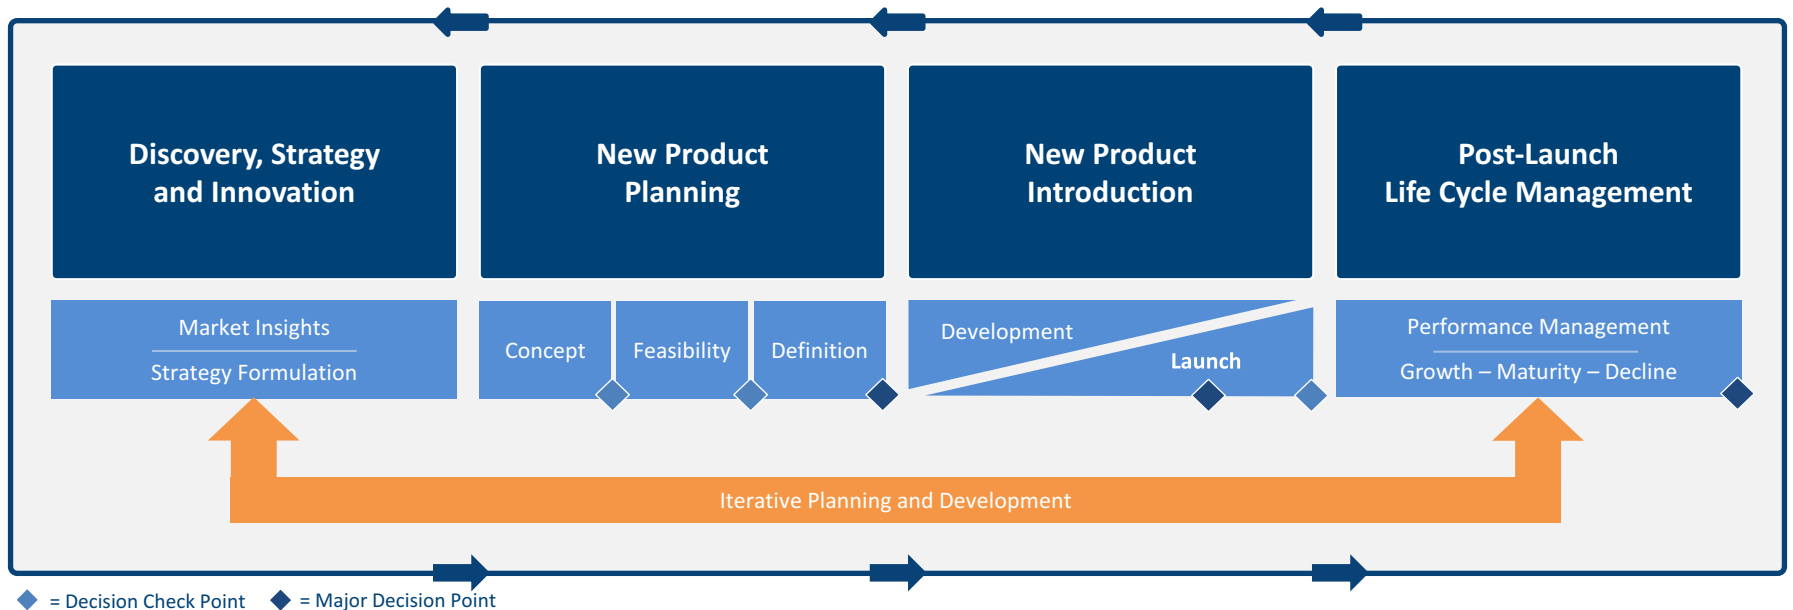 Discovery, Strategy
and Innovation
New Product
Planning
New Product
Introduction
Post-Launch
Life Cycle Management
Market Insights
Strategy Formulation
Concept
Feasibility
Definition
Development
Launch
Performance Management
Growth – Maturity – Decline
Iterative Planning and Development
= Decision Check Point
= Major Decision Point